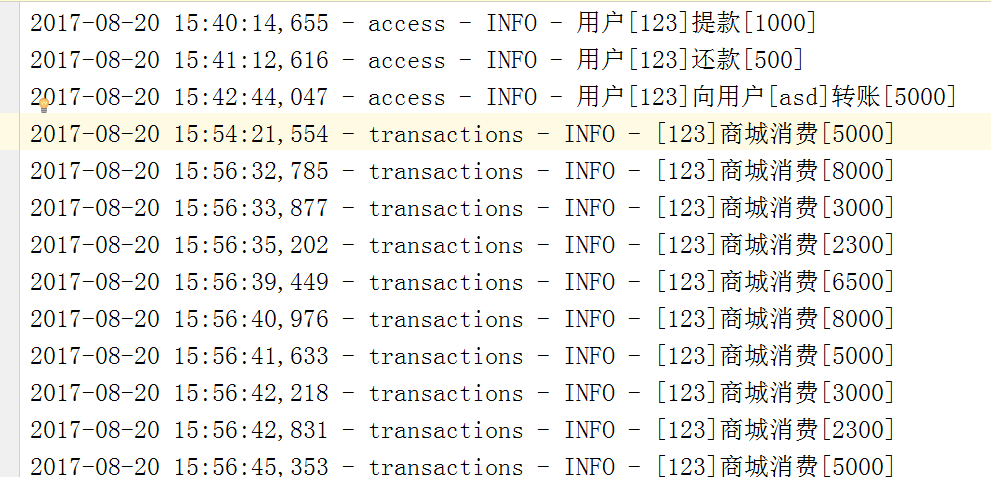 2017-08-20 15:40:14,655 - access - INFO - 用户[123]提款[1000]
2017-08-20 15:41:12,616 - access - INFO - 用户[123]还款[500]
2017-08-20 15:42:44,047 - access - INFO - 用户[123]向用户[asd]转账[5000]
2017-08-20 15:54:21,554 - transactions - INFO - [123]商城消费[5000]
2017-08-20 15:56:32,785 - transactions - INFO - [123]商城消费[8000]
2017-08-20 15:56:33,877 - transactions - INFO - [123]商城消费[3000]
2017-08-20 15:56:35,202 - transactions - INFO - [123]商城消费[2300]
2017-08-20 15:56:39,449 - transactions - INFO - [123]商城消费[6500]
2017-08-20 15:56:40,976 - transactions - INFO - [123]商城消费[8000]
2017-08-20 15:56:41,633 - transactions - INFO - [123]商城消费[5000]
2017-08-20 15:56:42,218 - transactions - INFO - [123]商城消费[3000]
2017-08-20 15:56:42,831 - transactions - INFO - [123]商城消费[2300]
2017-08-20 15:56:45,353 - transactions - INFO - [123]商城消费[5000]